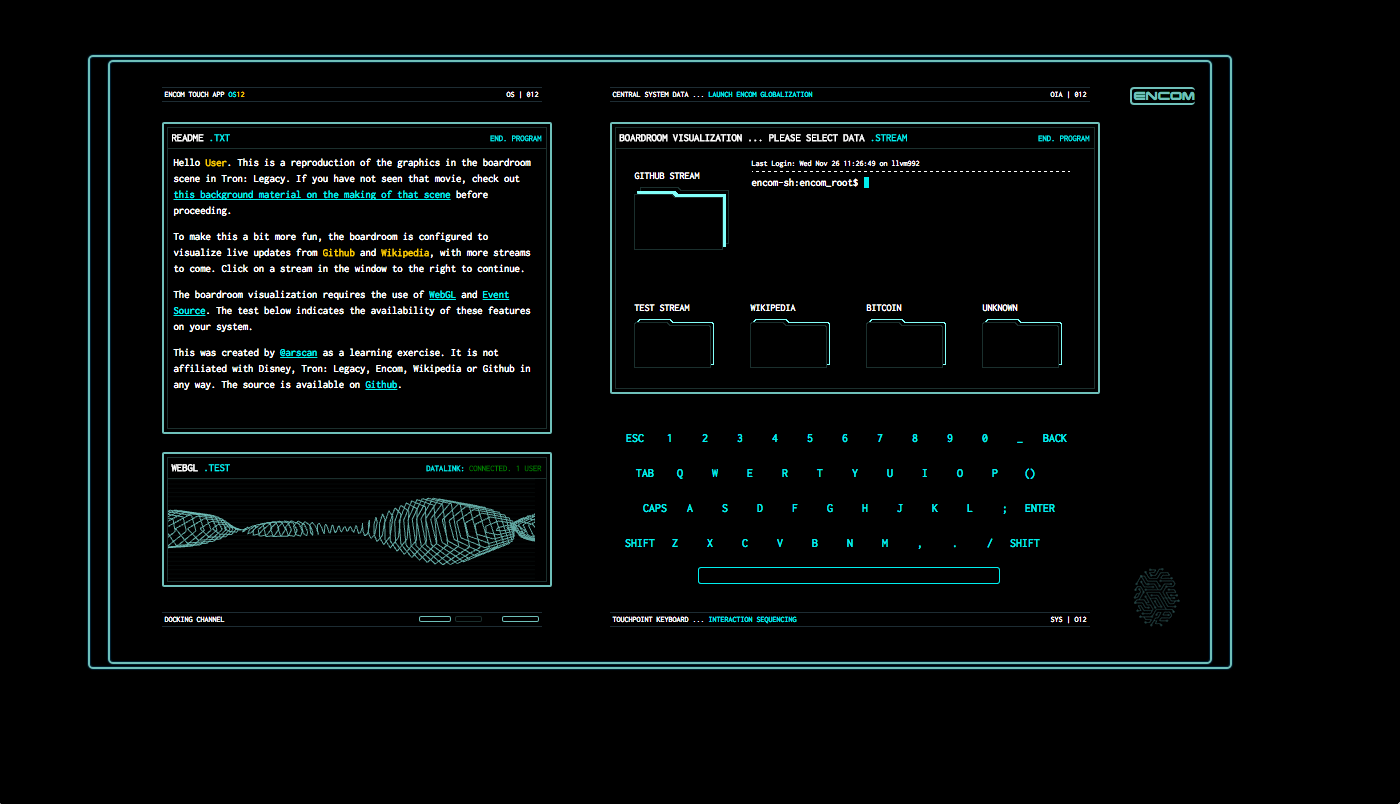 ENCOM TOUCH APP OS12
OS | 012
CENTRAL SYSTEM DATA ... LAUNCH ENCOM GLOBALIZATION
OIA | 012
ENCOM
README .TXT
END. PROGRAM
Hello User. This is a reproduction of the graphics in the boardroom
scene in Tron: Legacy. If you have not seen that movie, check out
this background material on the making of that scene before
proceeding.
To make this a bit more fun, the boardroom is configured to
visualize live updates from Github and Wikipedia, with more streams
to come. Click on a stream in the window to the right to continue.
The boardroom visualization requires the use of WebGL and Event
Source. The test below indicates the availability of these features
on your system.
This was created by @arscan as a learning exercise. It is not
affiliated with Disney, Tron: Legacy, Encom, Wikipedia or Github in
any way. The source is available on Github.
BOARDROOM VISUALIZATION ... PLEASE SELECT DATA .STREAM
END. PROGRAM
GITHUB STREAM
Last Login: Wed Nov 26 11:26:49 on llvm992
encom-sh:encom_root$
TEST STREAM
WIKIPEDIA
BITCOIN
UNKNOWN
WEBGL .TEST
DATALINK: CONNECTED. 1 USER
ESC 1 2 3 4 5 6 7 8 9 0 _ BACK
TAB Q W E R T Y U I O P ()
CAPS A S D F G H J K L ; ENTER
SHIFT Z X C V B N M , . / SHIFT
DOCKING CHANNEL
TOUCHPOINT KEYBOARD ... INTERACTION SEQUENCING
SYS | O12